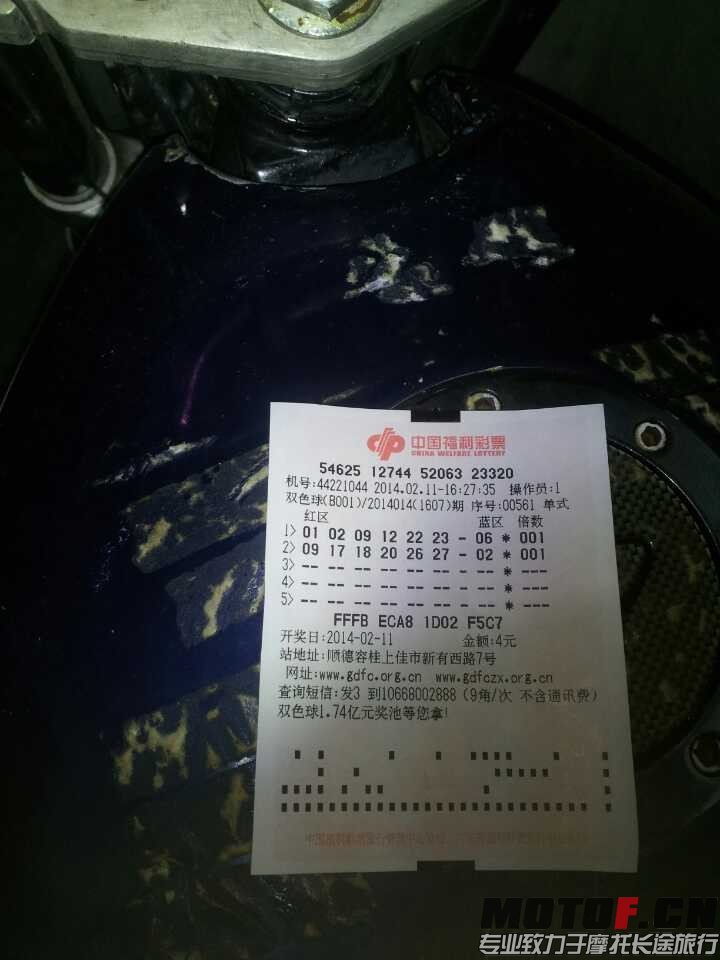 中国福利彩票
CHINA WELFARE LOTTERY
54625 12744 52063 23320
机号:44221044 2014.02.11-16:27:35 操作员:1
双色球(B001)/2014014(1607)期 序号:00561 单式
红区 蓝区 倍数
1> 01 02 09 12 22 23 - 06 * 001
2> 09 17 18 20 26 27 - 02 * 001
3> -- -- -- -- -- -- - -- * ---
4> -- -- -- -- -- -- - -- * ---
5> -- -- -- -- -- -- - -- * ---
FFFB ECA8 1D02 F5C7
开奖日:2014-02-11 金额:4元
站地址:顺德容桂上佳市新有西路7号
网址:www.gdfc.org.cn www.gdfczx.org.cn
查询短信:发3 到10668002888 (9角/次 不含通讯费)
双色球1.74亿元奖池等您拿!
MOTOF.CN
专业致力于摩托长途旅行